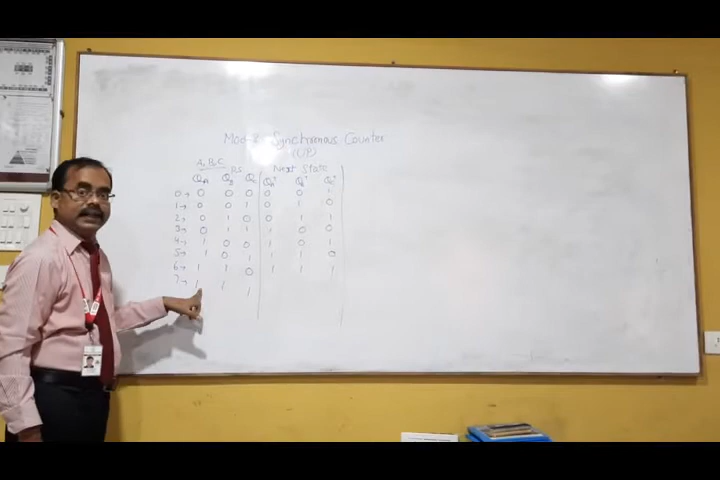 Mod-8 Synchronous Counter
(UP)
A, B, C
P.S Next State
QA QB QC QA+ QB+ QC+
0→ 0 0 0 0 0 1
1→ 0 0 1 0 1 0
2→ 0 1 0 0 1 1
3→ 0 1 1 1 0 0
4→ 1 0 0 1 0 1
5→ 1 0 1 1 1 0
6→ 1 1 0 1 1 1
7→ 1 1 1